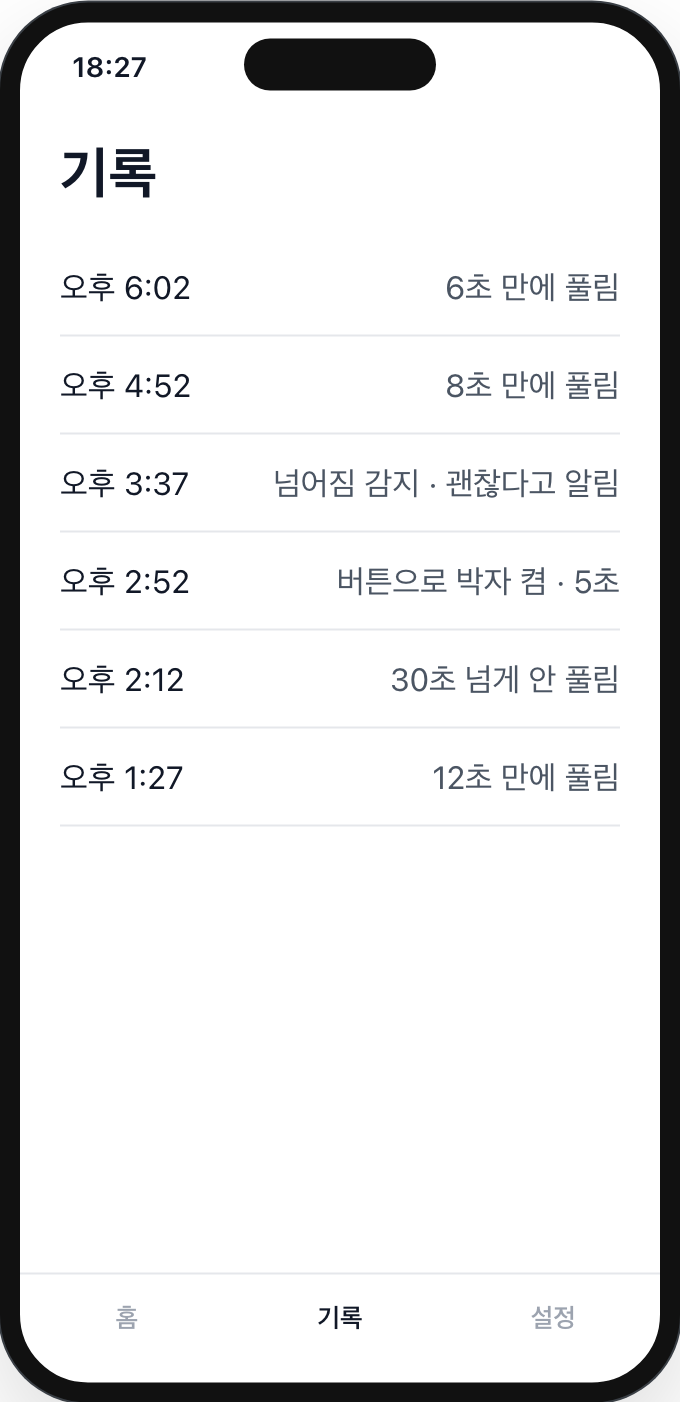 18:27
기록
오후 6:02 6초 만에 풀림
오후 4:52 8초 만에 풀림
오후 3:37 넘어짐 감지 · 괜찮다고 알림
오후 2:52 버튼으로 박자 켬 · 5초
오후 2:12 30초 넘게 안 풀림
오후 1:27 12초 만에 풀림
홈 기록 설정